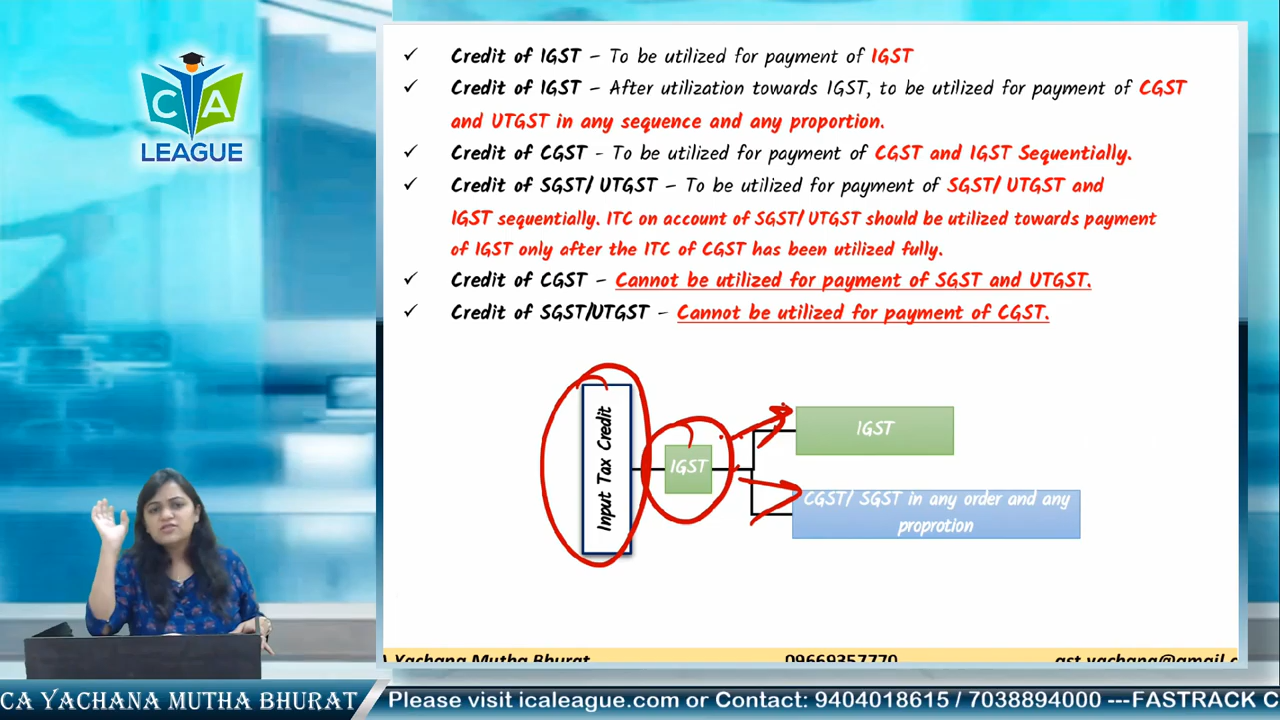 CA
LEAGUE
✓ Credit of IGST – To be utilized for payment of IGST
✓ Credit of IGST – After utilization towards IGST, to be utilized for payment of CGST
and UTGST in any sequence and any proportion.
✓ Credit of CGST - To be utilized for payment of CGST and IGST Sequentially.
✓ Credit of SGST/ UTGST – To be utilized for payment of SGST/ UTGST and
IGST sequentially. ITC on account of SGST/ UTGST should be utilized towards payment
of IGST only after the ITC of CGST has been utilized fully.
✓ Credit of CGST – Cannot be utilized for payment of SGST and UTGST.
✓ Credit of SGST/UTGST – Cannot be utilized for payment of CGST.
Input Tax Credit
IGST
IGST
CGST/ SGST in any order and any
proprotion
A Yachana Mutha Bhurat 09669357770 gst.yachana@gmail.c
CA YACHANA MUTHA BHURAT
Please visit icaleague.com or Contact: 9404018615 / 7038894000 ---FASTRACK C